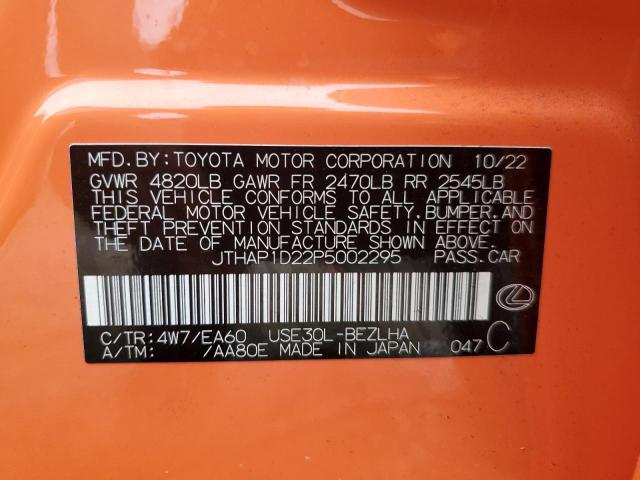 MFD. BY: TOYOTA MOTOR CORPORATION 10/22
GVWR 4820LB GAWR FR 2470LB RR 2545LB
THIS VEHICLE CONFORMS TO ALL APPLICABLE
FEDERAL MOTOR VEHICLE SAFETY, BUMPER, AND
THEFT PREVENTION STANDARDS IN EFFECT ON
THE DATE OF MANUFACTURE SHOWN ABOVE.
JTHAP1D22P5002295 PASS. CAR
C/TR: 4W7/EA60 USE30L-BEZLHA
A/TM: /AA80E MADE IN JAPAN 047 C